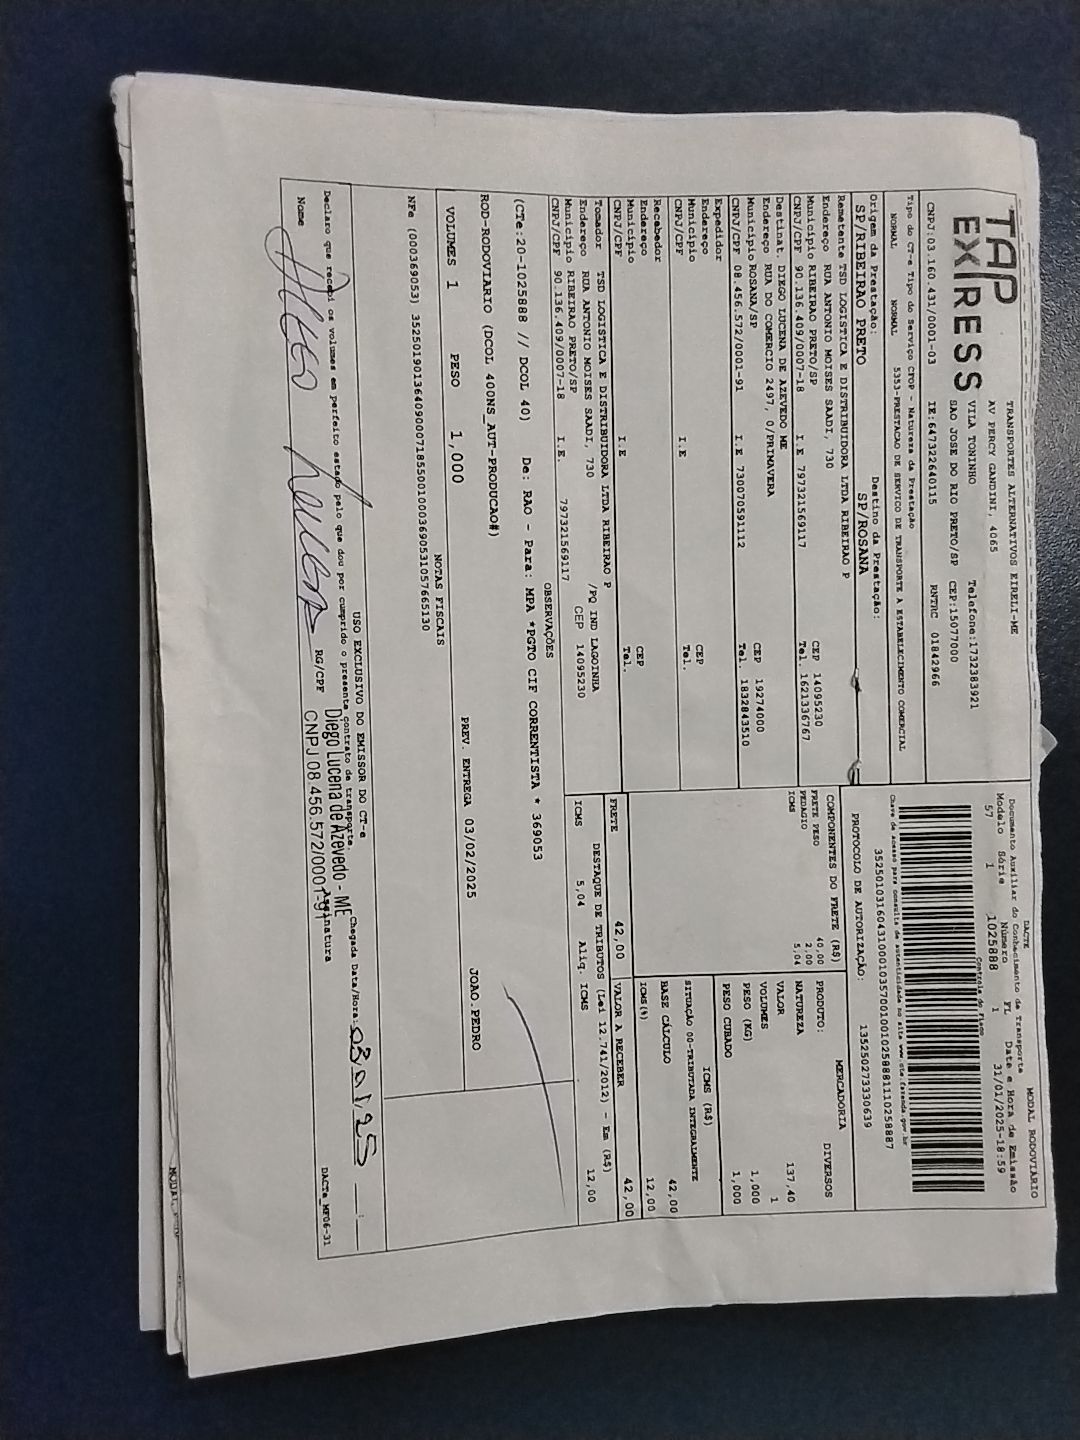 TAP EXPRESS
TRANSPORTES ALTERNATIVOS EIRELI-ME
AV PERCY GANDINI, 4065
VILA TONINHO Telefone:1732383921
SAO JOSE DO RIO PRETO/SP CEP:15077000
CNPJ:03.160.431/0001-03 IE:647322640115 RNTRC 01842966
Tipo do CT-e Tipo do Serviço CFOP - Natureza da Prestação
NORMAL NORMAL 5353-PRESTACAO DE SERVICO DE TRANSPORTE A ESTABELECIMENTO COMERCIAL
Origem da Prestação: Destino da Prestação:
SP/RIBEIRAO PRETO SP/ROSANA
Remetente TSD LOGISTICA E DISTRIBUIDORA LTDA RIBEIRAO P
Endereço RUA ANTONIO MOISES SAADI, 730
Município RIBEIRAO PRETO/SP CEP 14095230
CNPJ/CPF 90.136.409/0007-18 I.E 797321569117 Tel. 1621336767
Destinat. DIEGO LUCENA DE AZEVEDO ME
Endereço RUA DO COMERCIO 2497, 0/PRIMAVERA
Município ROSANA/SP CEP 19274000
CNPJ/CPF 08.456.572/0001-91 I.E 730070591112 Tel. 1832843510
Expedidor
Endereço
Município CEP
CNPJ/CPF I.E Tel.
Recebedor
Endereço
Município CEP
CNPJ/CPF I.E Tel.
Tomador TSD LOGISTICA E DISTRIBUIDORA LTDA RIBEIRAO P
Endereço RUA ANTONIO MOISES SAADI, 730 /PQ IND LAGOINHA
Município RIBEIRAO PRETO/SP CEP 14095230
CNPJ/CPF 90.136.409/0007-18 I.E. 797321569117
DACTE MODAL RODOVIÁRIO
Documento Auxiliar do Conhecimento de Transporte
Modelo Série Número FL Data e Hora de Emissão
57 1 1025888 1 31/01/2025-18:59
Controle do Fisco
Chave de acesso para consulta de autenticidade no site www.cte.fazenda.gov.br
PROTOCOLO DE AUTORIZAÇÃO: 135250273330639
COMPONENTES DO FRETE (R$)
FRETE PESO 40,00
PEDAGIO 2,00
ICMS 5,04
PRODUTO: MERCADORIA
NATUREZA DIVERSOS
VALOR 137,40
VOLUMES 1
PESO (KG) 1,000
PESO CUBADO 1,000
ICMS (R$)
SITUAÇÃO 00-TRIBUTADA INTEGRALMENTE
BASE CÁLCULO 42,00
ICMS(%) 12,00
FRETE 42,00 VALOR A RECEBER 42,00
DESTAQUE DE TRIBUTOS (Lei 12.741/2012) - Em (R$)
ICMS 5,04 Aliq. ICMS 12,00
OBSERVAÇÕES
(CTe:20-1025888 // DCOL 40) De: RAO - Para: MPA *PGTO CIF CORRENTISTA * 369053
ROD-RODOVIARIO (DCOL 400NS_AUT-PRODUCAO#)
VOLUMES 1 PESO 1,000 PREV. ENTREGA 03/02/2025 JOAO.PEDRO
NOTAS FISCAIS
NFe (000369053) 35250190136409000718550010003690531057665130
USO EXCLUSIVO DO EMISSOR DO CT-e
Declaro que recebi os volumes em perfeito estado pelo que dou por cumprido o presente contrato de transporte.
Nome RG/CPF Assinatura Chegada Data/Hora:
Diego Lucena de Azevedo - ME
CNPJ 08.456.572/0001-91
DACTe_MF06-31